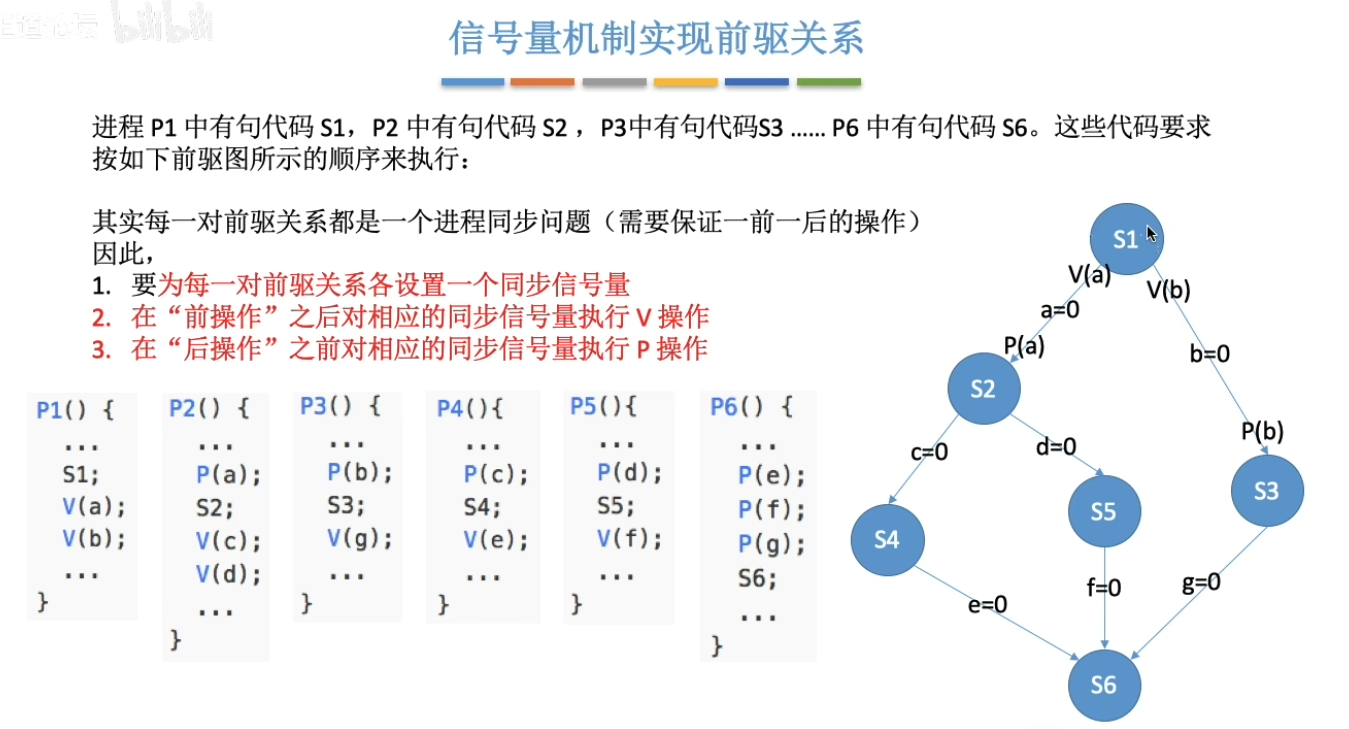 bilibili
信号量机制实现前驱关系
进程 P1 中有句代码 S1，P2 中有句代码 S2 ，P3中有句代码S3 ...... P6 中有句代码 S6。这些代码要求
按如下前驱图所示的顺序来执行：
其实每一对前驱关系都是一个进程同步问题（需要保证一前一后的操作）
因此，
1. 要为每一对前驱关系各设置一个同步信号量
2. 在“前操作”之后对相应的同步信号量执行 V 操作
3. 在“后操作”之前对相应的同步信号量执行 P 操作
P1() {
...
S1;
V(a);
V(b);
...
}
P2() {
...
P(a);
S2;
V(c);
V(d);
...
}
P3() {
...
P(b);
S3;
V(g);
...
}
P4(){
...
P(c);
S4;
V(e);
...
}
P5(){
...
P(d);
S5;
V(f);
...
}
P6() {
...
P(e);
P(f);
P(g);
S6;
...
}
S1
V(a)
V(b)
a=0
P(a)
b=0
S2
P(b)
c=0
d=0
S3
S5
S4
f=0
g=0
e=0
S6